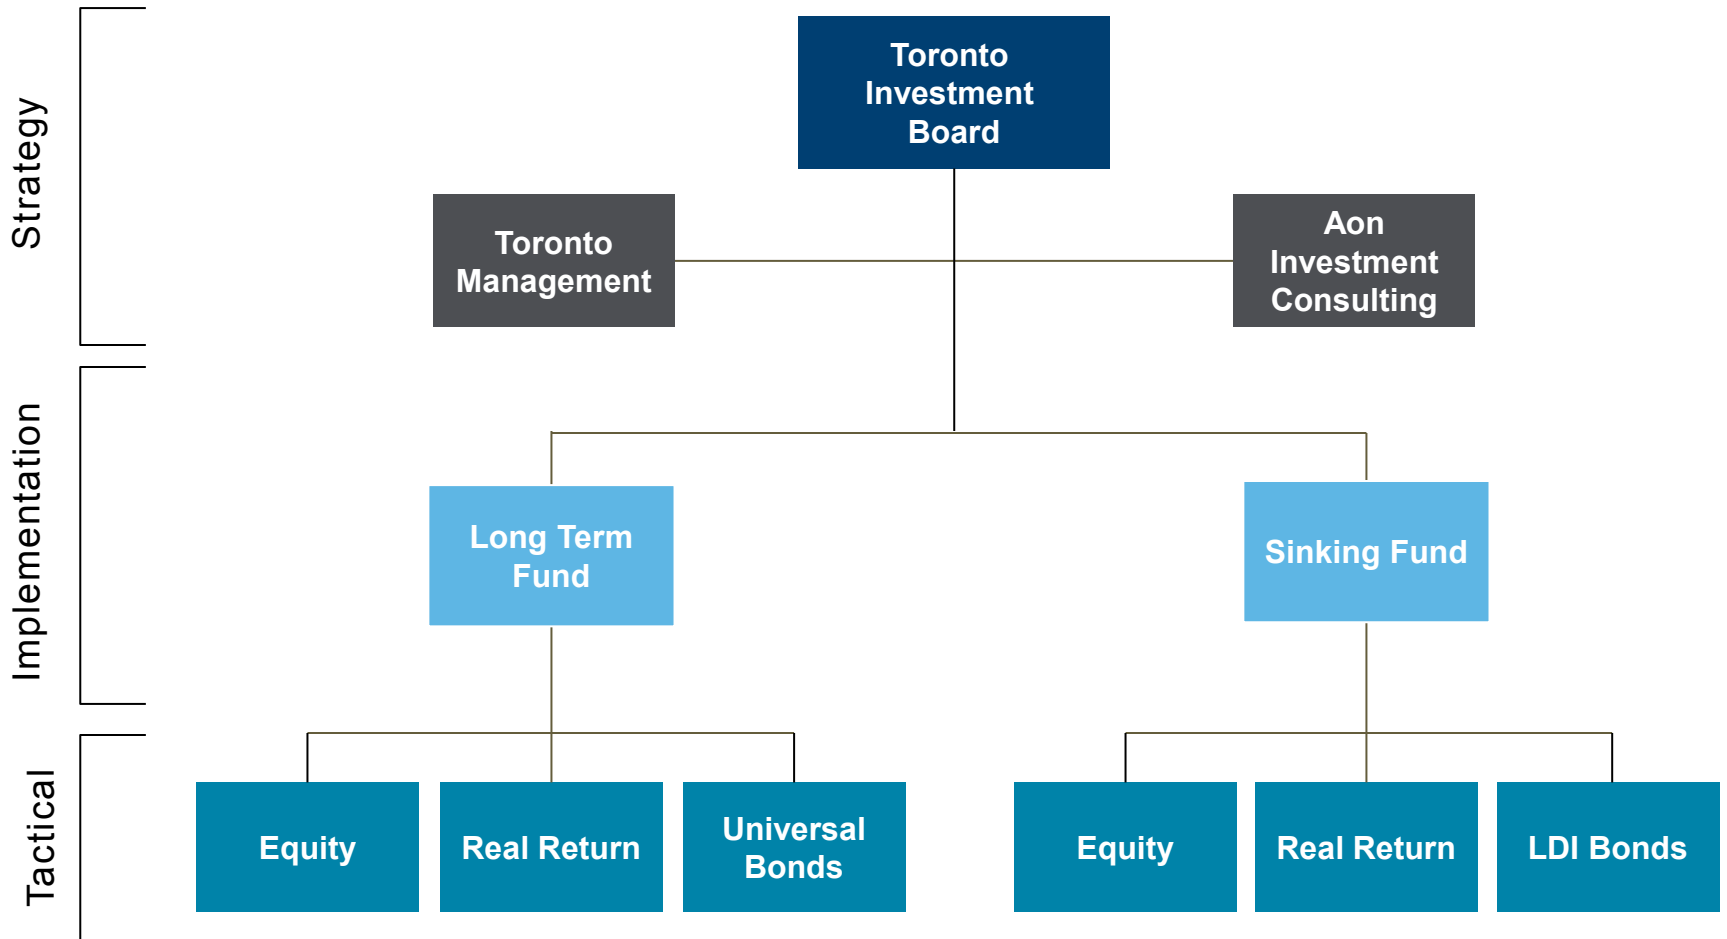 Strategy
Toronto
Investment
Board
Toronto
Management
Aon
Investment
Consulting
Implementation
Long Term
Fund
Sinking Fund
Tactical
Equity
Real Return
Universal
Bonds
Equity
Real Return
LDI Bonds